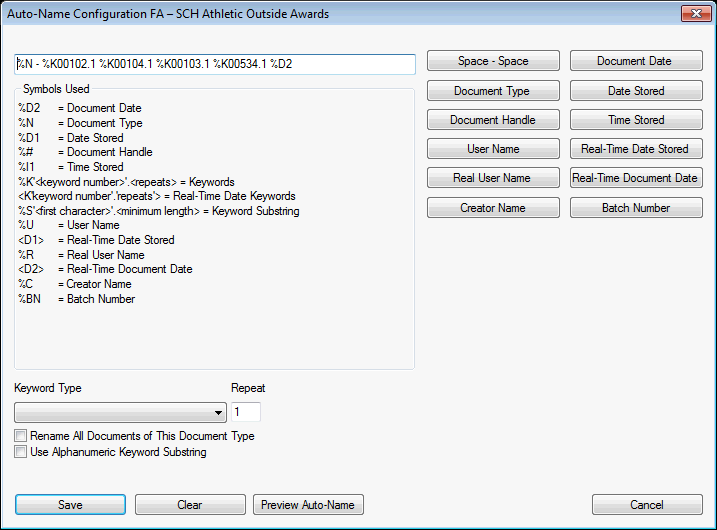 Auto-Name Configuration FA – SCH Athletic Outside Awards
%N - %K00102.1 %K00104.1 %K00103.1 %K00534.1 %D2
Space - Space
Document Date
Document Type
Date Stored
Document Handle
Time Stored
User Name
Real-Time Date Stored
Real User Name
Real-Time Document Date
Creator Name
Batch Number
Symbols Used
%D2 = Document Date
%N = Document Type
%D1 = Date Stored
%# = Document Handle
%I1 = Time Stored
%K'<keyword number>'.<repeats> = Keywords
<K'keyword number'.'repeats'> = Real-Time Date Keywords
%S'<first character>'.<minimum length> = Keyword Substring
%U = User Name
<D1> = Real-Time Date Stored
%R = Real User Name
<D2> = Real-Time Document Date
%C = Creator Name
%BN = Batch Number
Keyword Type
Repeat
1
Rename All Documents of This Document Type
Use Alphanumeric Keyword Substring
Save
Clear
Preview Auto-Name
Cancel